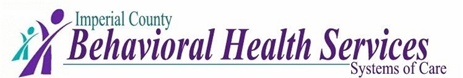 Imperial County
Behavioral Health Services
Systems of Care